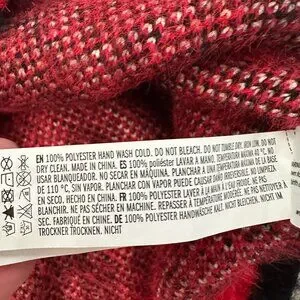 EN 100% POLYESTER HAND WASH COLD. DO NOT BLEACH. DO NOT TUMBLE DRY. IRON LOW. DO NOT
DRY CLEAN. MADE IN CHINA. ES 100% POLIÉSTER LAVAR A MANO. TEMPERATURA MÁXIMA 40 °C. NO
USAR BLANQUEADOR. NO SECAR EN MÁQUINA. PLANCHAR A UNA TEMPERATURA MÁXIMA DE LA BASE
DE 110 °C, SIN VAPOR. PLANCHAR CON VAPOR PUEDE CAUSAR DAÑO IRREVERSIBLE. NO LIMPIAR
EN SECO. HECHO EN CHINA. FR 100% POLYESTER LAVER À LA MAIN À L'EAU FROIDE. NE PAS
BLANCHIR. NE PAS SÉCHER EN MACHINE. REPASSER À TEMPÉRATURE MINIMALE. NE PAS NETTOYER À
SEC. FABRIQUÉ EN CHINE. DE 100% POLYESTER HANDWÄSCHE KALT. NICHT BLEICHEN. NICHT IM
TROCKNER TROCKNEN. NICHT